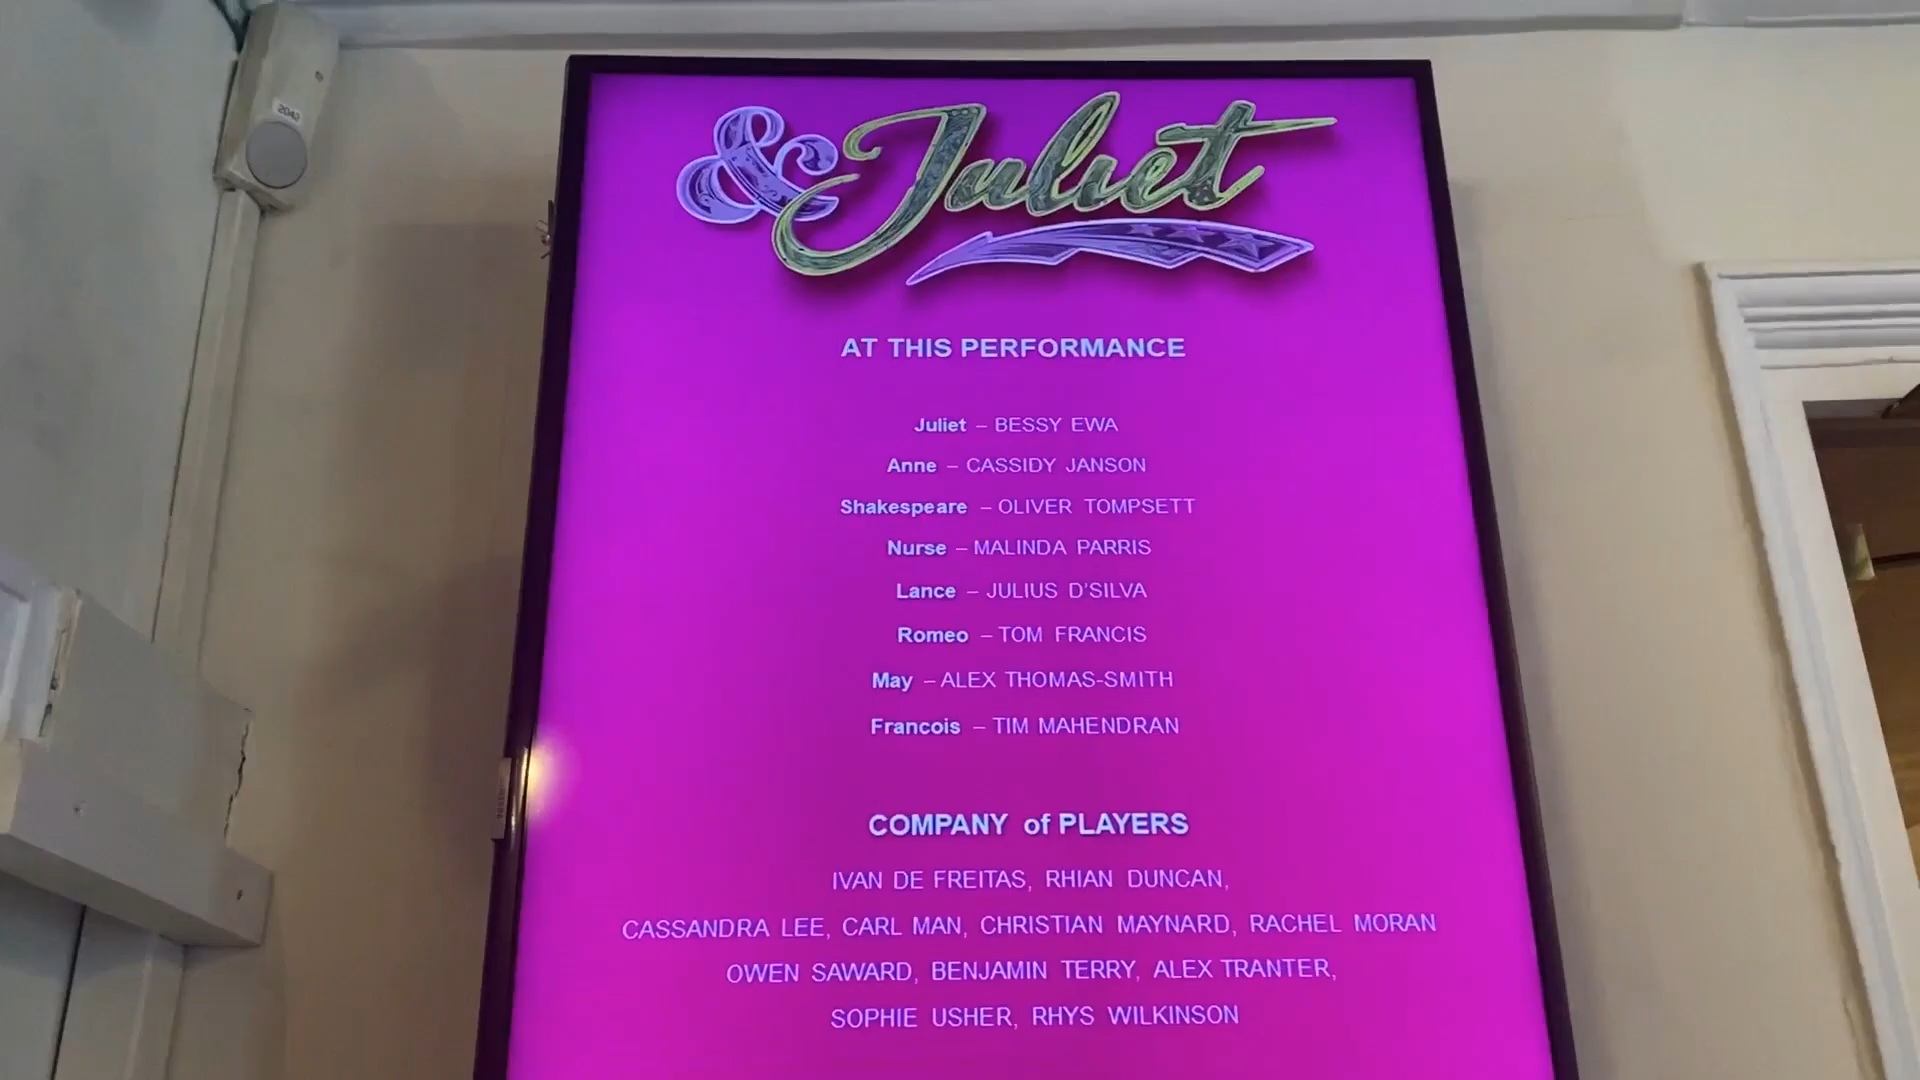 2042
& Juliet
AT THIS PERFORMANCE
Juliet – BESSY EWA
Anne – CASSIDY JANSON
Shakespeare – OLIVER TOMPSETT
Nurse – MALINDA PARRIS
Lance – JULIUS D'SILVA
Romeo – TOM FRANCIS
May – ALEX THOMAS-SMITH
Francois – TIM MAHENDRAN
COMPANY of PLAYERS
IVAN DE FREITAS, RHIAN DUNCAN,
CASSANDRA LEE, CARL MAN, CHRISTIAN MAYNARD, RACHEL MORAN
OWEN SAWARD, BENJAMIN TERRY, ALEX TRANTER,
SOPHIE USHER, RHYS WILKINSON